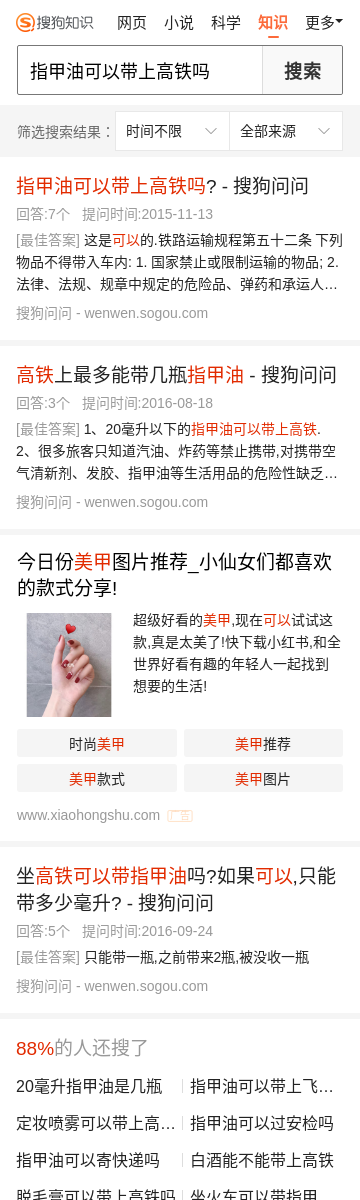 搜狗知识 网页 小说 科学 知识 更多
指甲油可以带上高铁吗 搜索
筛选搜索结果： 时间不限 全部来源
指甲油可以带上高铁吗? - 搜狗问问
回答:7个 提问时间:2015-11-13
[最佳答案] 这是可以的.铁路运输规程第五十二条 下列
物品不得带入车内: 1. 国家禁止或限制运输的物品; 2.
法律、法规、规章中规定的危险品、弹药和承运人…
搜狗问问 - wenwen.sogou.com
高铁上最多能带几瓶指甲油 - 搜狗问问
回答:3个 提问时间:2016-08-18
[最佳答案] 1、20毫升以下的指甲油可以带上高铁.
2、很多旅客只知道汽油、炸药等禁止携带,对携带空
气清新剂、发胶、指甲油等生活用品的危险性缺乏…
搜狗问问 - wenwen.sogou.com
今日份美甲图片推荐_小仙女们都喜欢
的款式分享!
超级好看的美甲,现在可以试试这
款,真是太美了!快下载小红书,和全
世界好看有趣的年轻人一起找到
想要的生活!
时尚美甲 美甲推荐
美甲款式 美甲图片
www.xiaohongshu.com 广告
坐高铁可以带指甲油吗?如果可以,只能
带多少毫升? - 搜狗问问
回答:5个 提问时间:2016-09-24
[最佳答案] 只能带一瓶,之前带来2瓶,被没收一瓶
搜狗问问 - wenwen.sogou.com
88%的人还搜了
20毫升指甲油是几瓶 指甲油可以带上飞…
定妆喷雾可以带上高… 指甲油可以过安检吗
指甲油可以寄快递吗 白酒能不能带上高铁
脱毛膏可以带上高铁吗 坐火车可以带指甲…